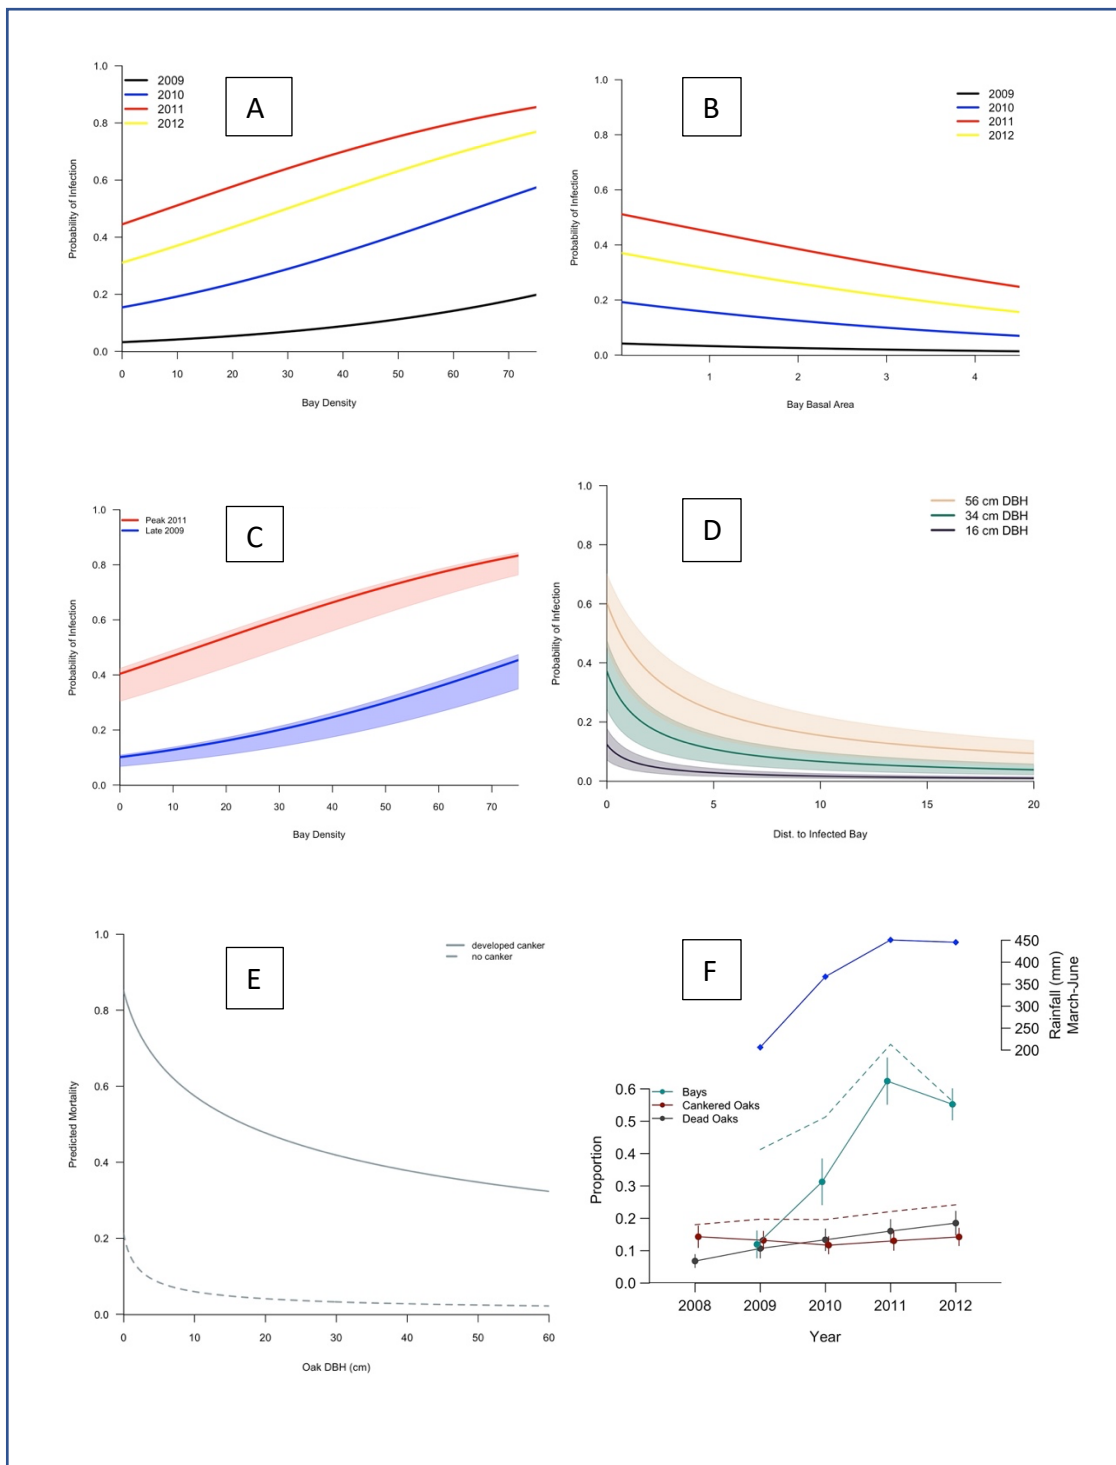 A
2009
2010
2011
2012
1.0
0.8
0.6
0.4
0.2
0.0
Probability of Infection
0 10 20 30 40 50 60 70
Bay Density
B
2009
2010
2011
2012
1.0
0.8
0.6
0.4
0.2
0.0
Probability of Infection
1 2 3 4
Bay Basal Area
C
Peak 2011
Late 2009
1.0
0.8
0.6
0.4
0.2
0.0
Probability of Infection
0 10 20 30 40 50 60 70
Bay Density
D
56 cm DBH
34 cm DBH
16 cm DBH
1.0
0.8
0.6
0.4
0.2
0.0
Probability of Infection
0 5 10 15 20
Dist. to Infected Bay
E
developed canker
no canker
1.0
0.8
0.6
0.4
0.2
0.0
Predicted Mortality
0 10 20 30 40 50 60
Oak DBH (cm)
F
450
400
350
300
250
200
Rainfall (mm)
March-June
Bays
Cankered Oaks
Dead Oaks
0.6
0.5
0.4
0.3
0.2
0.1
0.0
Proportion
2008 2009 2010 2011 2012
Year